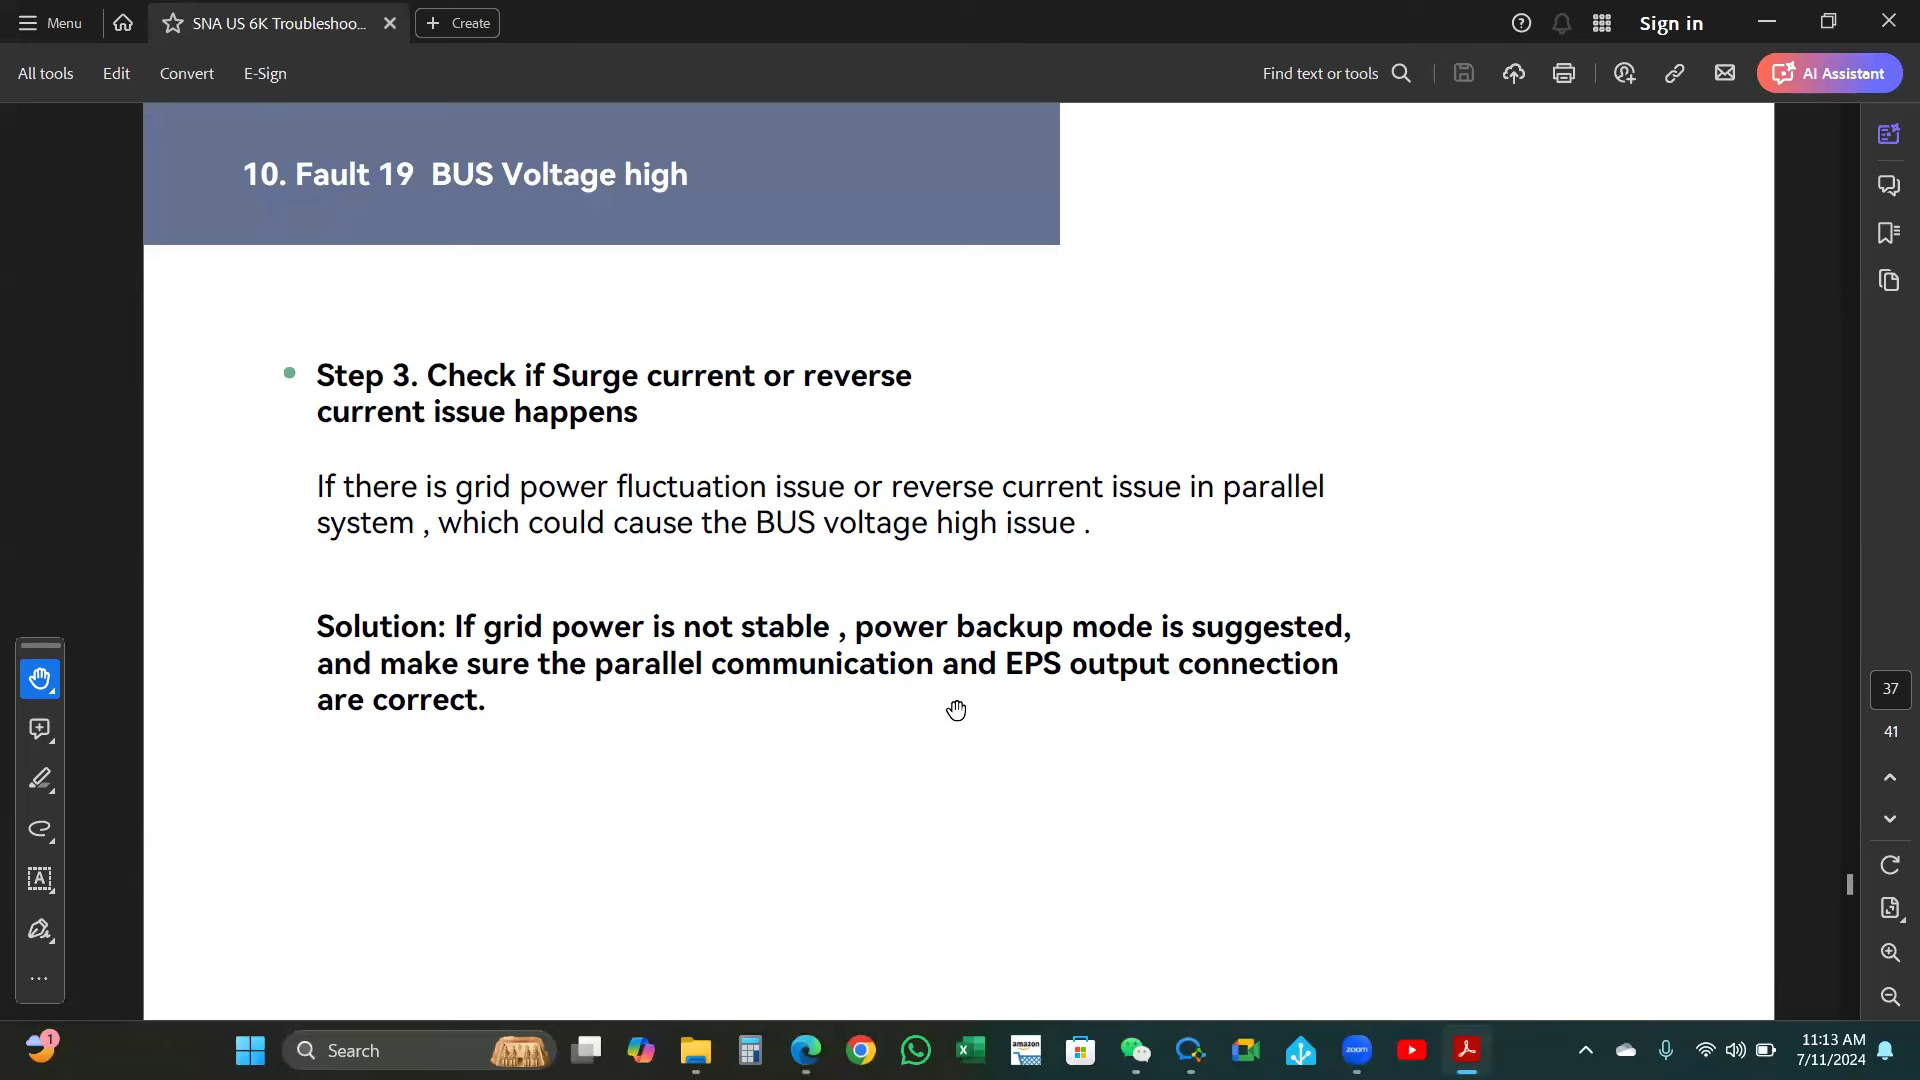 Menu
SNA US 6K Troubleshoo...
Create
Sign in
All tools
Edit
Convert
E-Sign
Find text or tools
AI Assistant
10. Fault 19 BUS Voltage high
Step 3. Check if Surge current or reverse
current issue happens
If there is grid power fluctuation issue or reverse current issue in parallel
system , which could cause the BUS voltage high issue .
Solution: If grid power is not stable , power backup mode is suggested,
and make sure the parallel communication and EPS output connection
are correct.
37
41
1
Search
amazon
zoom
11:13 AM
7/11/2024